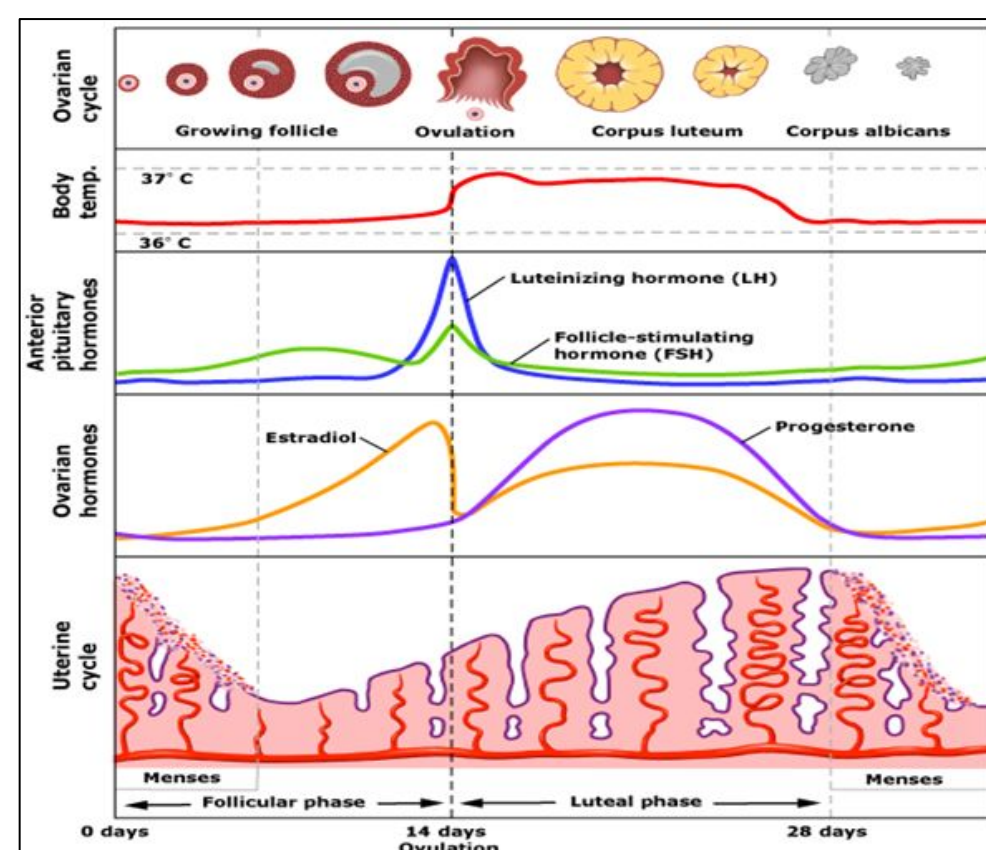 Ovarian
cycle
Growing follicle
Ovulation
Corpus luteum
Corpus albicans
Body
temp.
37° C
36° C
Anterior
pituitary
hormones
Luteinizing hormone (LH)
Follicle-stimulating
hormone (FSH)
Ovarian
hormones
Estradiol
Progesterone
Uterine
cycle
Menses
Menses
Follicular phase
Luteal phase
0 days
14 days
28 days
Ovulation